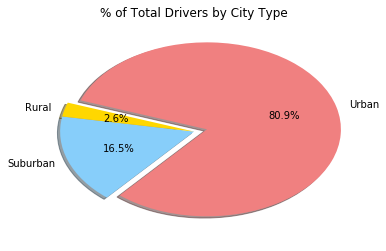 % of Total Drivers by City Type
Urban
80.9%
Rural
2.6%
Suburban
16.5%